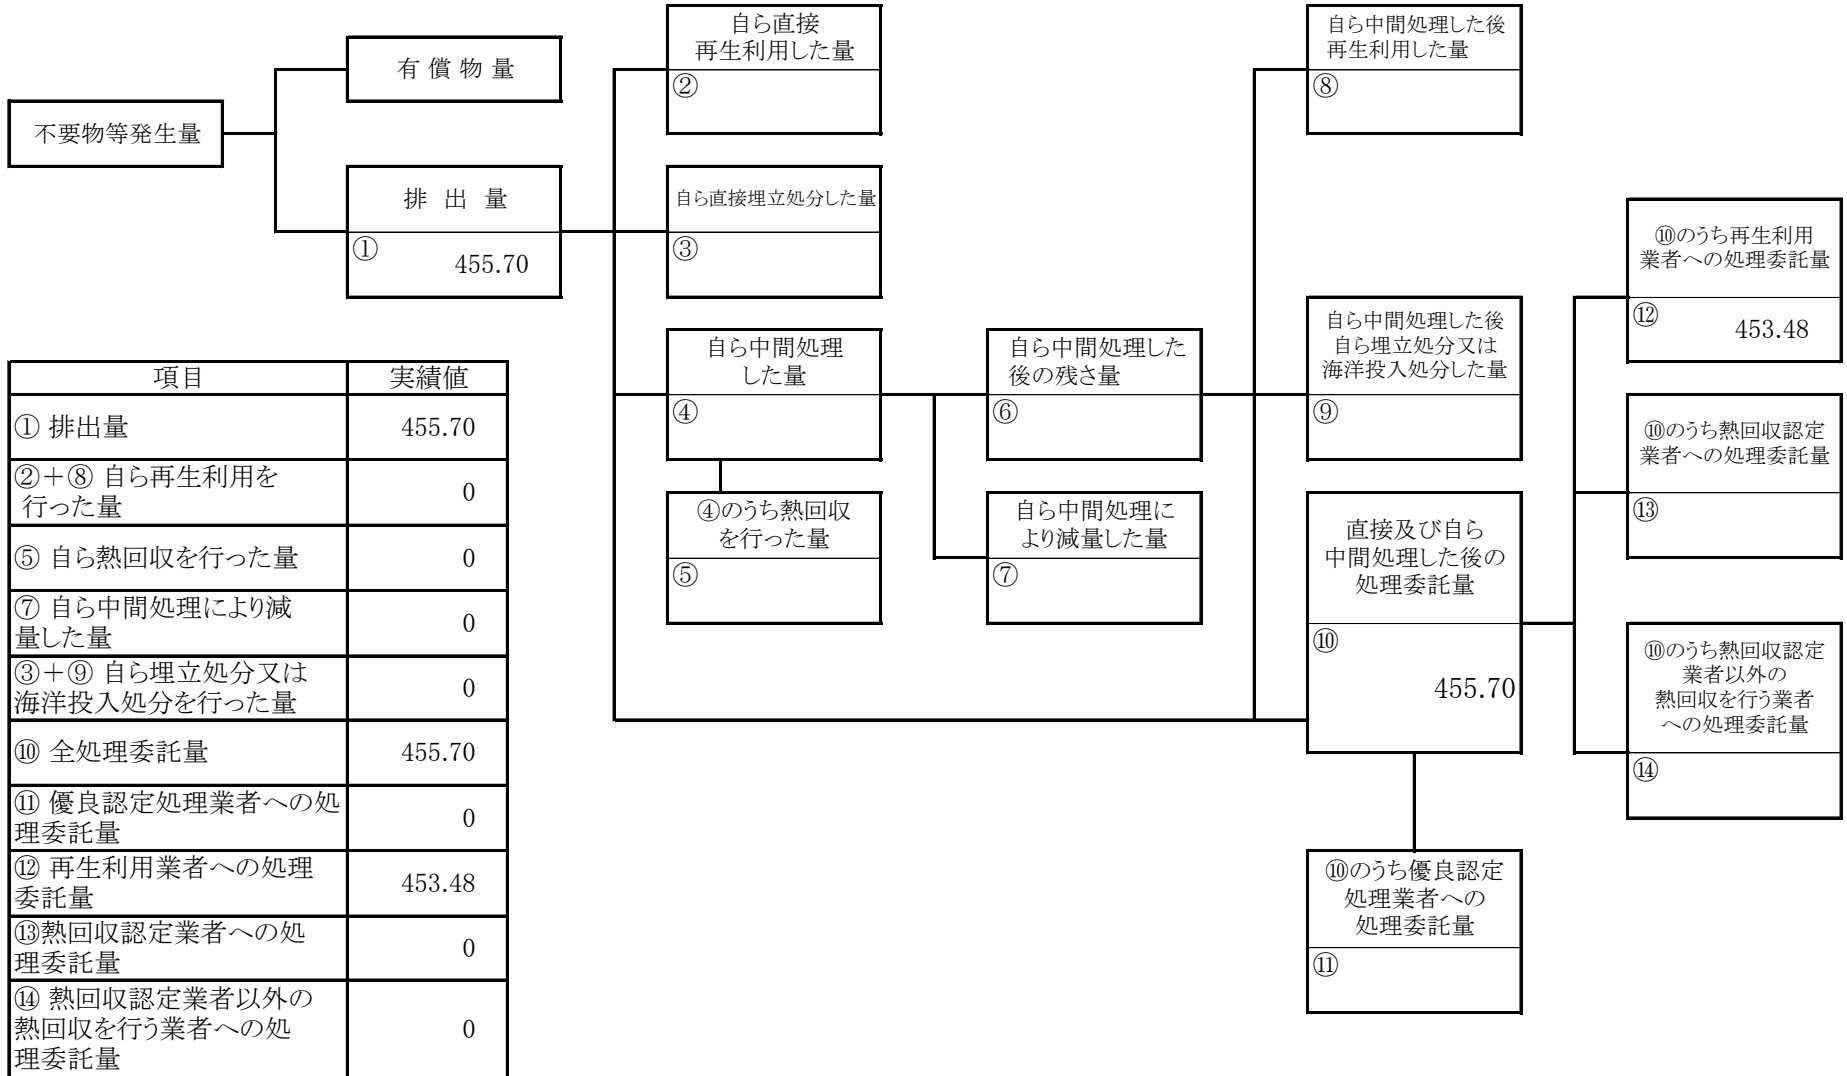 自ら直接
再生利用した量
②
自ら中間処理した後
再生利用した量
⑧
有 償 物 量
不要物等発生量
排 出 量
①
455.70
自ら直接埋立処分した量
③
⑩のうち再生利用
業者への処理委託量
⑫
453.48
自ら中間処理
した量
④
自ら中間処理した
後の残さ量
⑥
自ら中間処理した後
自ら埋立処分又は
海洋投入処分した量
⑨
⑩のうち熱回収認定
業者への処理委託量
⑬
④のうち熱回収
を行った量
⑤
自ら中間処理に
より減量した量
⑦
直接及び自ら
中間処理した後の
処理委託量
⑩
455.70
⑩のうち熱回収認定
業者以外の
熱回収を行う業者
への処理委託量
⑭
⑩のうち優良認定
処理業者への
処理委託量
⑪
項目 実績値
① 排出量 455.70
②+⑧ 自ら再生利用を
行った量 0
⑤ 自ら熱回収を行った量 0
⑦ 自ら中間処理により減
量した量 0
③+⑨ 自ら埋立処分又は
海洋投入処分を行った量 0
⑩ 全処理委託量 455.70
⑪ 優良認定処理業者への処
理委託量 0
⑫ 再生利用業者への処理
委託量 453.48
⑬熱回収認定業者への処
理委託量 0
⑭ 熱回収認定業者以外の
熱回収を行う業者への処
理委託量 0